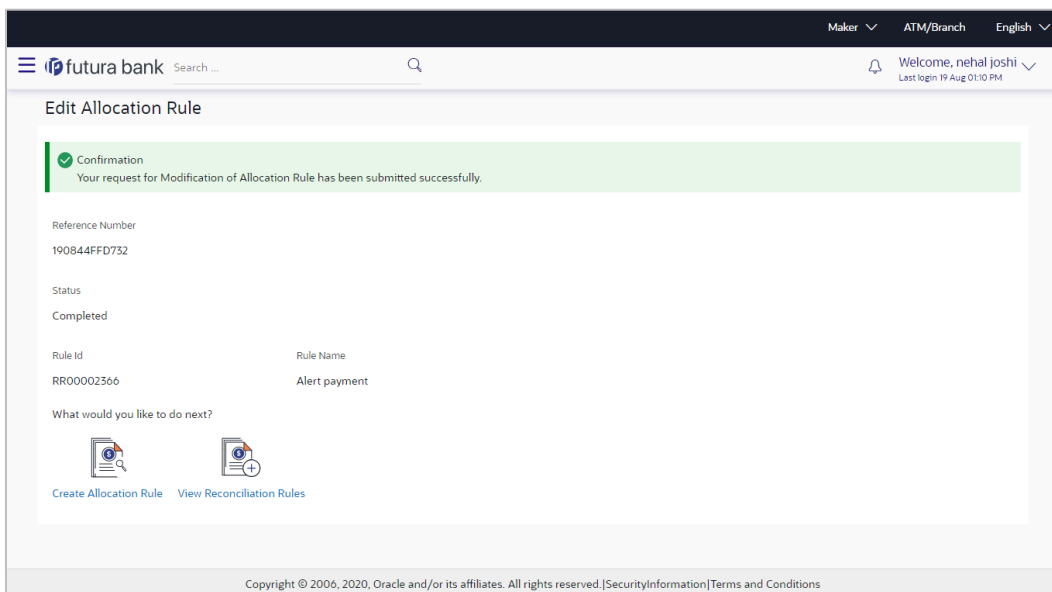 Maker ATM/Branch English
futura bank Search ... Welcome, nehal joshi
Last login 19 Aug 01:10 PM
Edit Allocation Rule
Confirmation
Your request for Modification of Allocation Rule has been submitted successfully.
Reference Number
190844FFD732
Status
Completed
Rule Id Rule Name
RR00002366 Alert payment
What would you like to do next?
Create Allocation Rule View Reconciliation Rules
Copyright © 2006, 2020, Oracle and/or its affiliates. All rights reserved.|SecurityInformation|Terms and Conditions